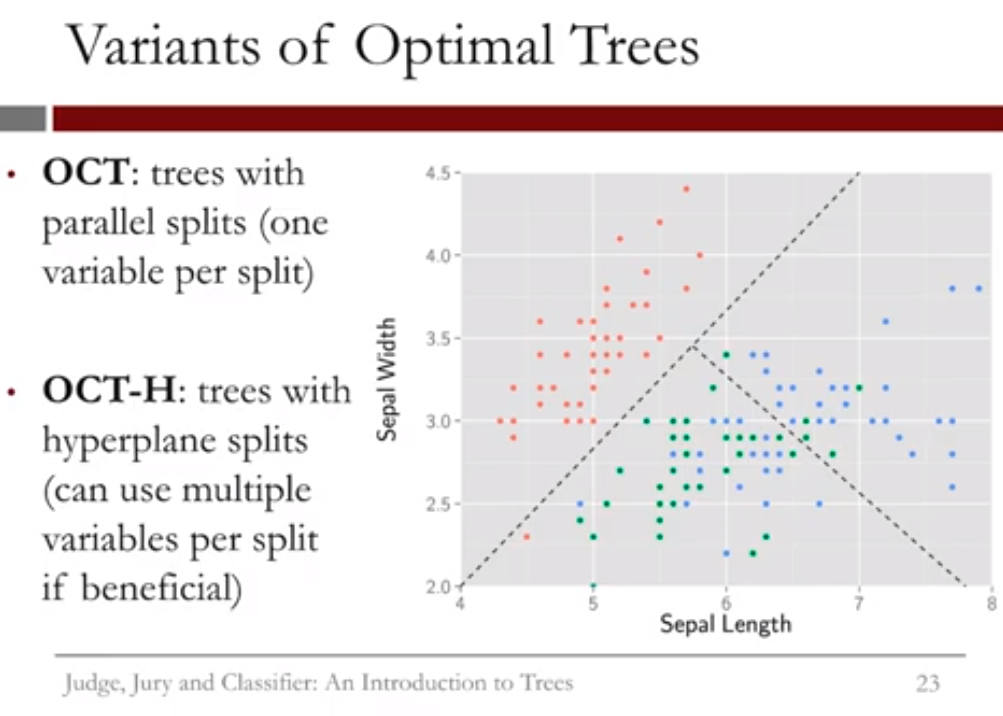 Variants of Optimal Trees
• OCT: trees with
parallel splits (one
variable per split)
• OCT-H: trees with
hyperplane splits
(can use multiple
variables per split
if beneficial)
4.5
4.0
3.5
3.0
2.5
2.0
Sepal Width
4 5 6 7 8
Sepal Length
Judge, Jury and Classifier: An Introduction to Trees 23